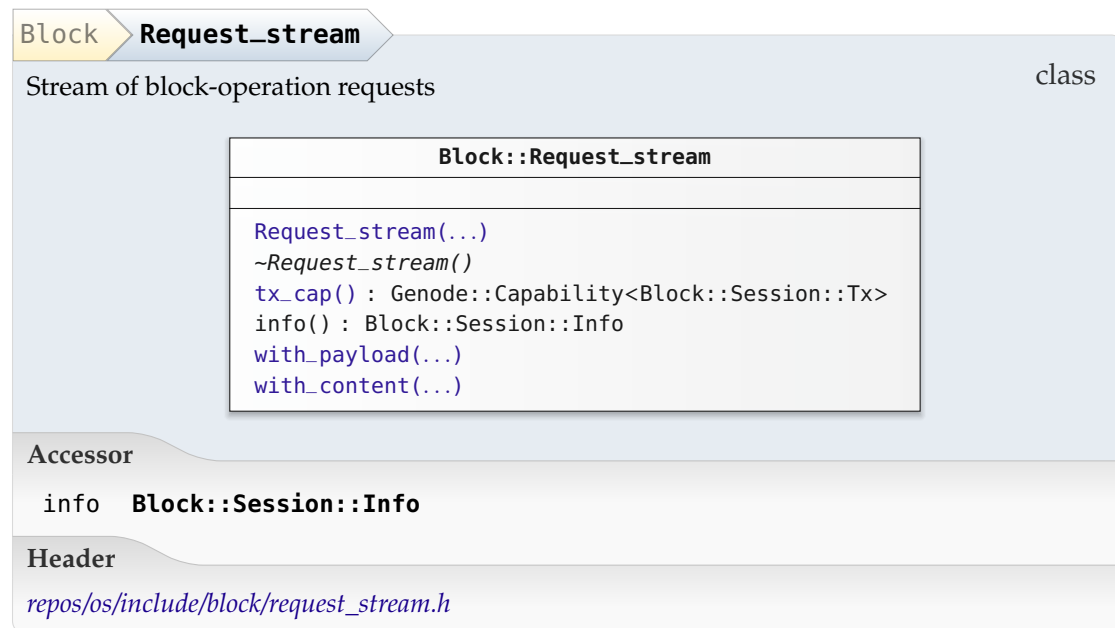 Block Request_stream
class
Stream of block-operation requests
Block::Request_stream
Request_stream(...)
~Request_stream()
tx_cap() : Genode::Capability<Block::Session::Tx>
info() : Block::Session::Info
with_payload(...)
with_content(...)
Accessor
info Block::Session::Info
Header
repos/os/include/block/request_stream.h